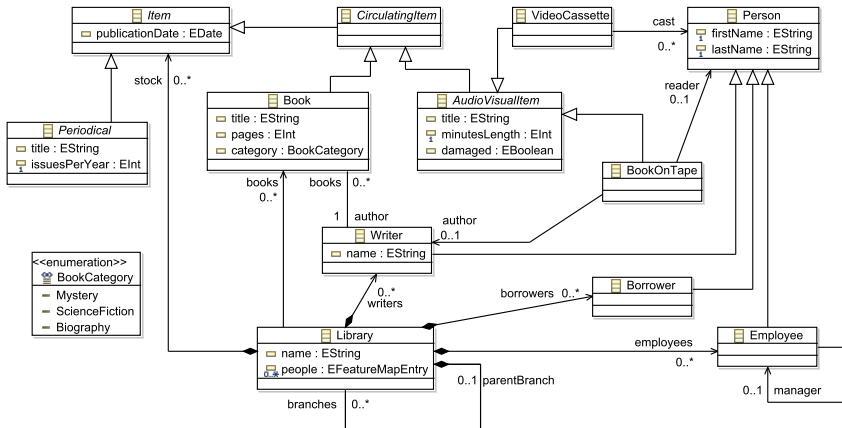 Item
publicationDate : EDate
CirculatingItem
VideoCassette
cast
0..*
Person
firstName : EString
lastName : EString
stock
0..*
reader
0..1
Book
title : EString
pages : EInt
category : BookCategory
AudioVisualItem
title : EString
minutesLength : EInt
damaged : EBoolean
Periodical
title : EString
issuesPerYear : EInt
BookOnTape
books
0..*
books
0..*
1
author
author
0..1
Writer
name : EString
<<enumeration>>
BookCategory
Mystery
ScienceFiction
Biography
0..*
writers
borrowers
0..*
Borrower
Library
name : EString
0..*
people : EFeatureMapEntry
employees
0..*
Employee
0..1
parentBranch
0..1
manager
branches
0..*